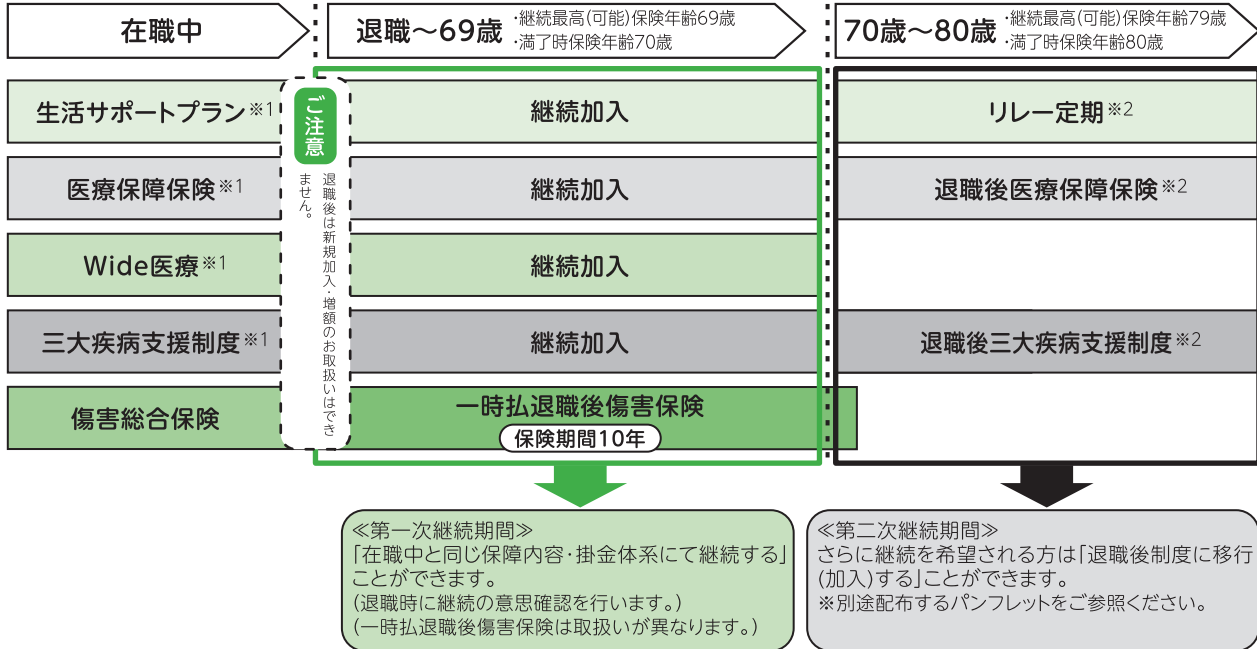 在職中
退職～69歳
・継続最高(可能)保険年齢69歳
・満了時保険年齢70歳
70歳～80歳
・継続最高(可能)保険年齢79歳
・満了時保険年齢80歳
生活サポートプラン※1
継続加入
リレー定期※2
医療保障保険※1
継続加入
退職後医療保障保険※2
Wide医療※1
継続加入
三大疾病支援制度※1
継続加入
退職後三大疾病支援制度※2
傷害総合保険
一時払退職後傷害保険
保険期間10年
ご注意
退職後は新規加入・増額のお取扱いはでき
ません。
≪第一次継続期間≫
「在職中と同じ保障内容・掛金体系にて継続する」
ことができます。
(退職時に継続の意思確認を行います。)
(一時払退職後傷害保険は取扱いが異なります。)
≪第二次継続期間≫
さらに継続を希望される方は「退職後制度に移行
(加入)する」ことができます。
※別途配布するパンフレットをご参照ください。